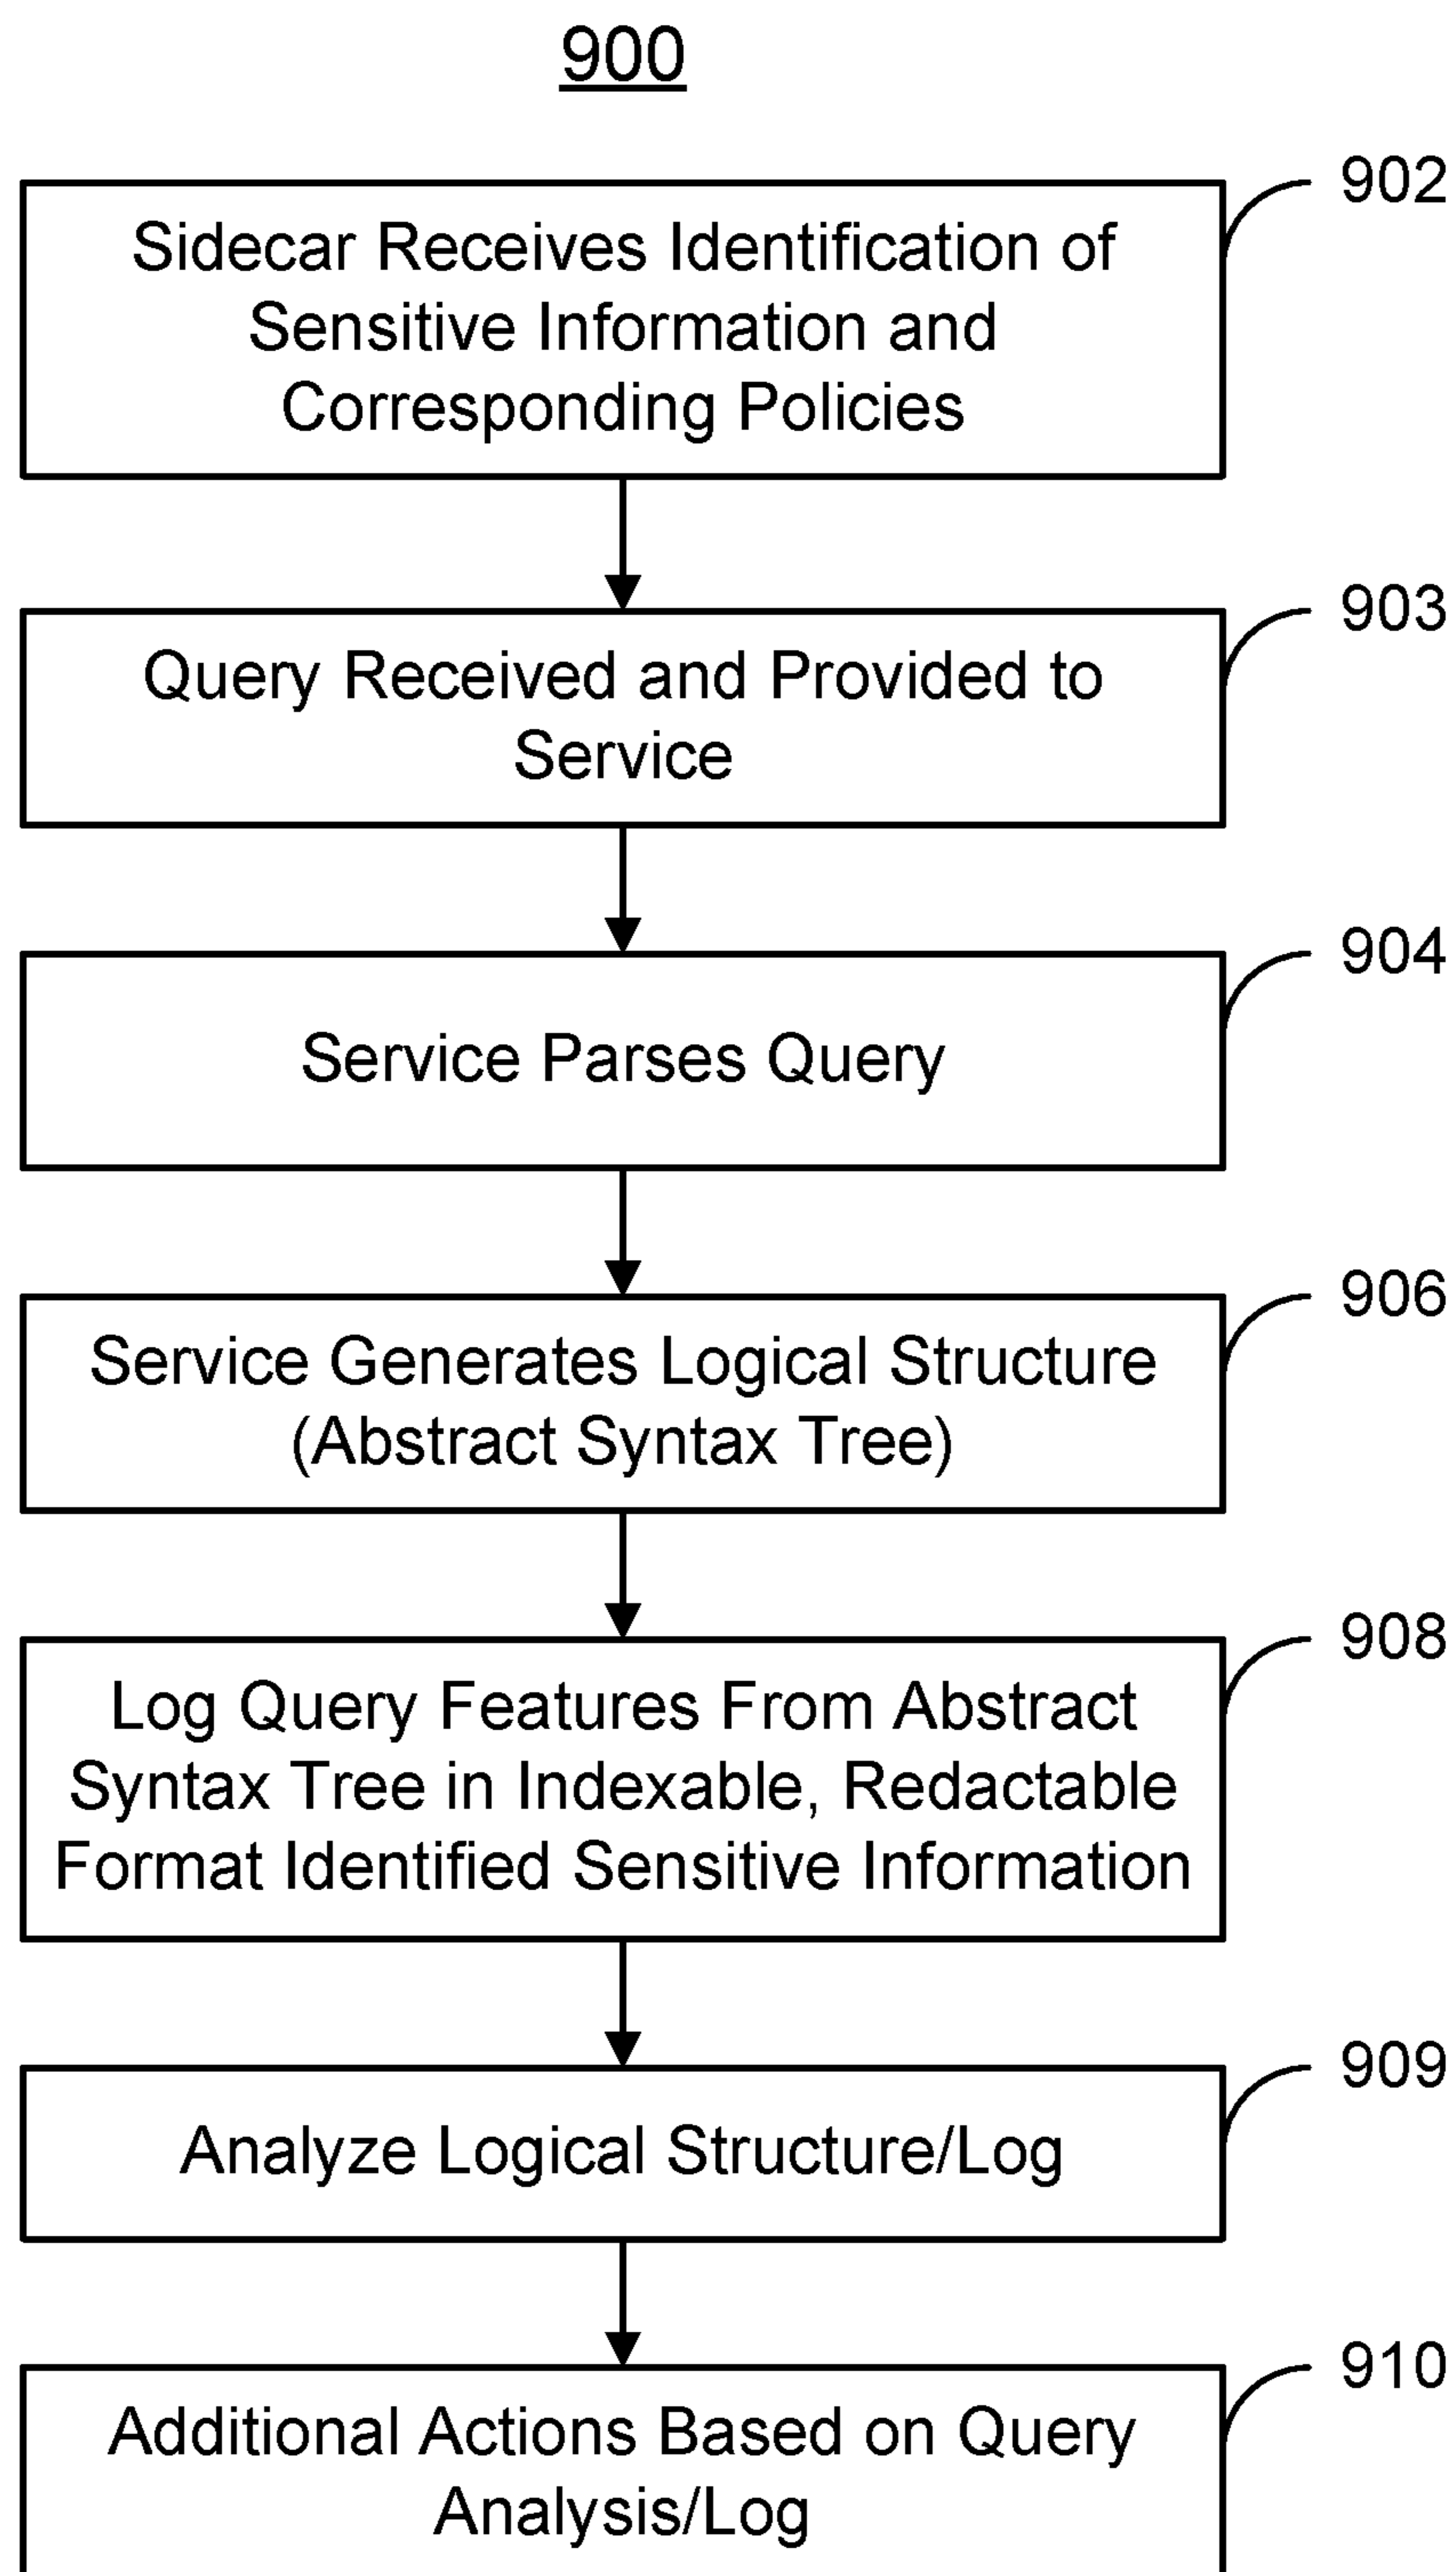 900
902
Sidecar Receives Identification of
Sensitive Information and
Corresponding Policies
903
Query Received and Provided to
Service
904
Service Parses Query
906
Service Generates Logical Structure
(Abstract Syntax Tree)
908
Log Query Features From Abstract
Syntax Tree in Indexable, Redactable
Format Identified Sensitive Information
909
Analyze Logical Structure/Log
910
Additional Actions Based on Query
Analysis/Log